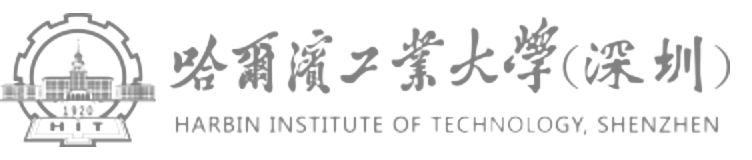 哈爾濱工業大學(深圳)
HARBIN INSTITUTE OF TECHNOLOGY, SHENZHEN
1920
HIT